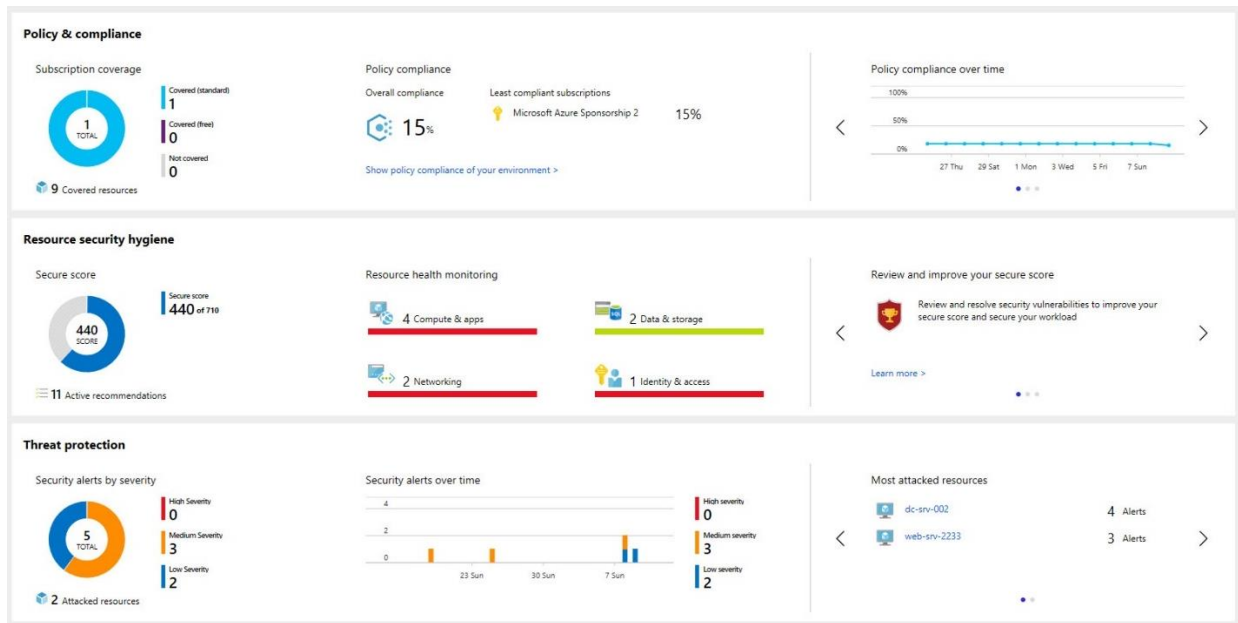 Policy & compliance
Subscription coverage
1
TOTAL
Covered (standard)
1
Covered (free)
0
Not covered
0
9 Covered resources
Policy compliance
Overall compliance
15%
Least compliant subscriptions
Microsoft Azure Sponsorship 2 15%
Show policy compliance of your environment >
Policy compliance over time
100%
50%
0%
27 Thu 29 Sat 1 Mon 3 Wed 5 Fri 7 Sun
Resource security hygiene
Secure score
440
SCORE
Secure score
440 of 710
11 Active recommendations
Resource health monitoring
4 Compute & apps
2 Data & storage
2 Networking
1 Identity & access
Review and improve your secure score
Review and resolve security vulnerabilities to improve your
secure score and secure your workload
Learn more >
Threat protection
Security alerts by severity
5
TOTAL
High Severity
0
Medium Severity
3
Low Severity
2
2 Attacked resources
Security alerts over time
4
2
0
23 Sun 30 Sun 7 Sun
High severity
0
Medium severity
3
Low severity
2
Most attacked resources
dc-srv-002 4 Alerts
web-srv-2233 3 Alerts